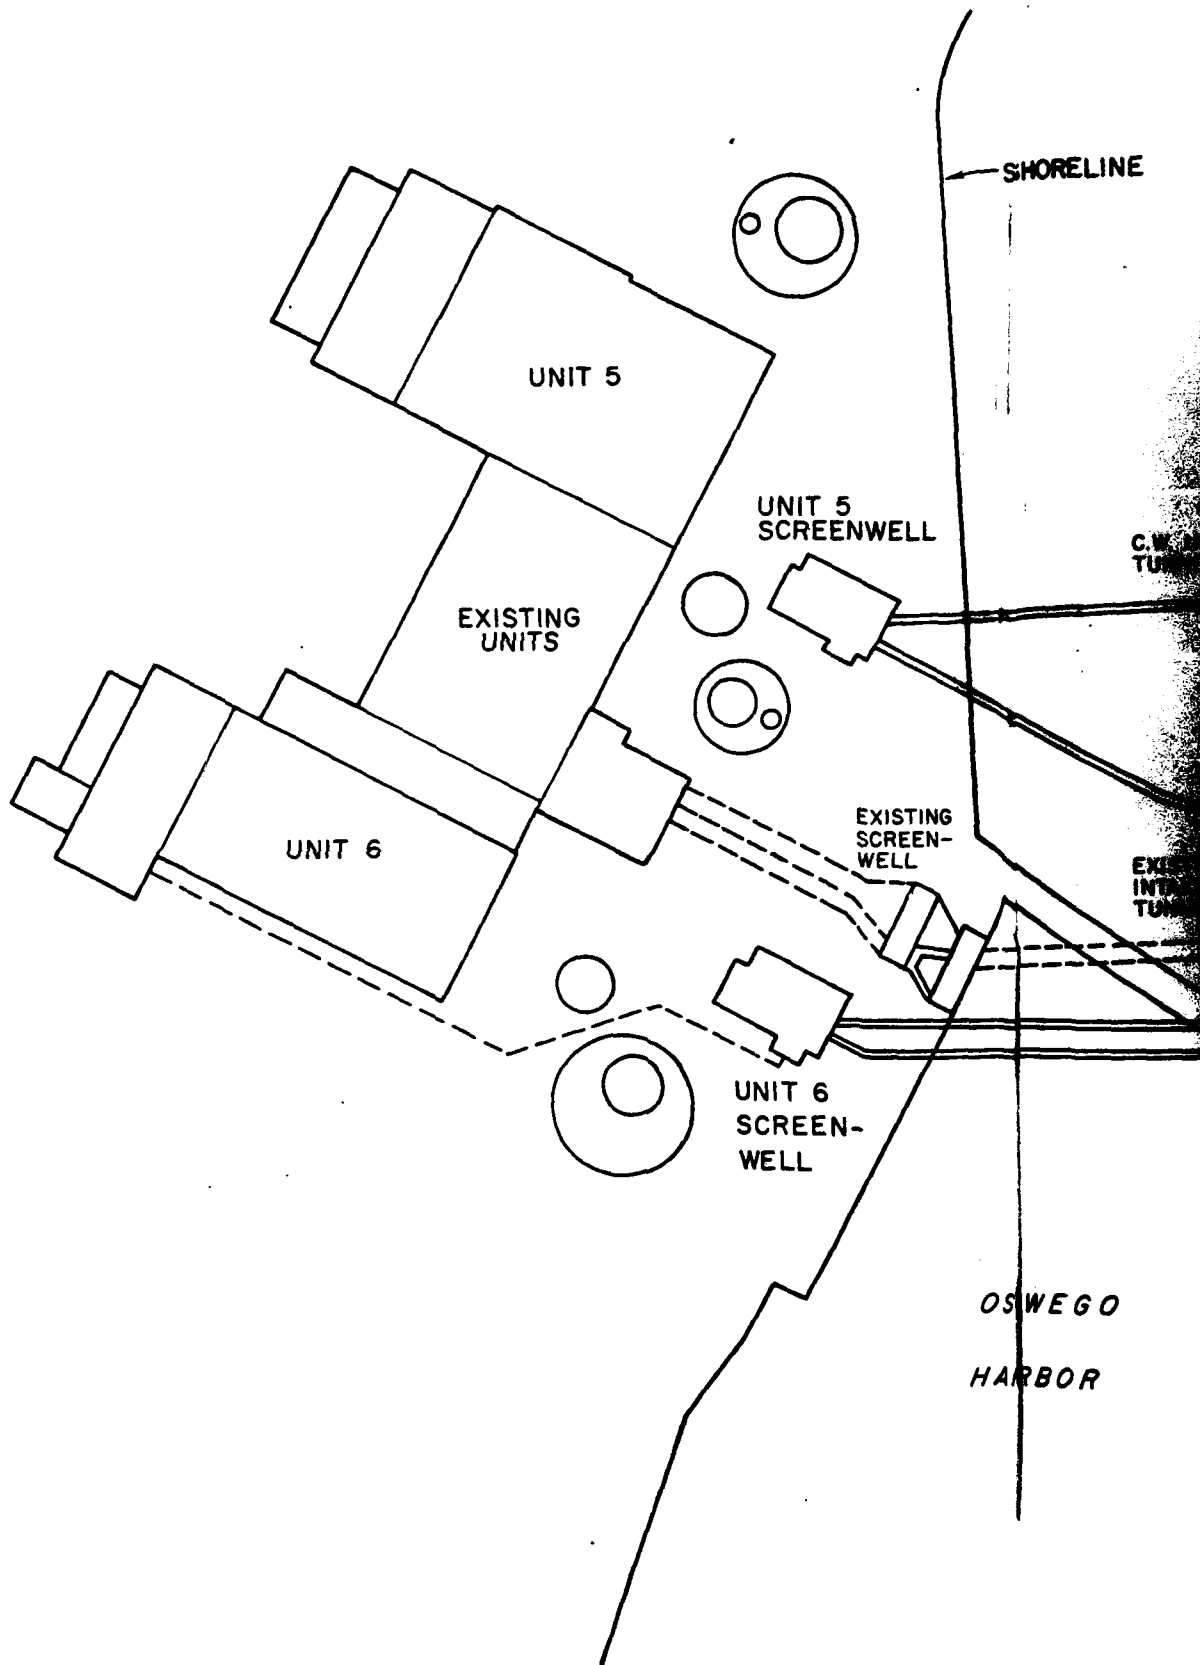 SHORELINE
UNIT 5
UNIT 5
SCREENWELL
C.W.
EXISTING
UNITS
EXISTING
SCREEN-
WELL
UNIT 6
UNIT 6
SCREEN-
WELL
OSWEGO
HARBOR